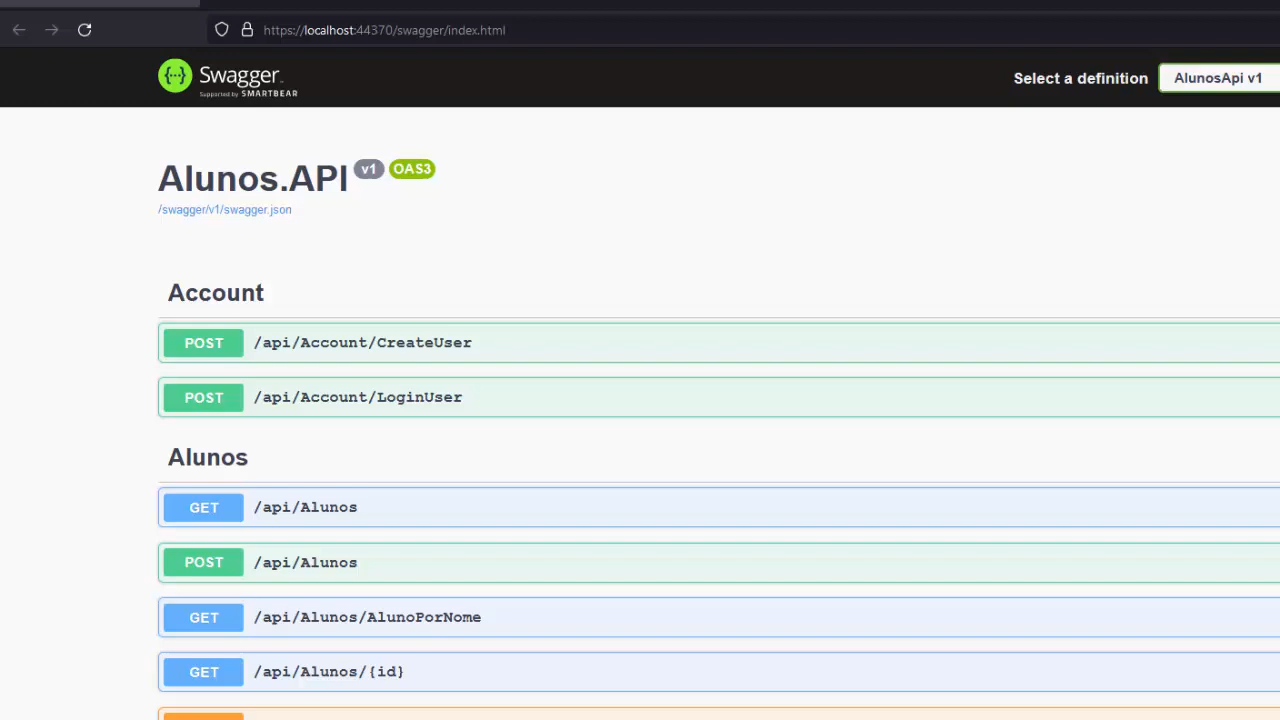 https://localhost:44370/swagger/index.html
Swagger
Supported by SMARTBEAR
Select a definition
AlunosApi v1
Alunos.API v1 OAS3
/swagger/v1/swagger.json
Account
POST /api/Account/CreateUser
POST /api/Account/LoginUser
Alunos
GET /api/Alunos
POST /api/Alunos
GET /api/Alunos/AlunoPorNome
GET /api/Alunos/{id}